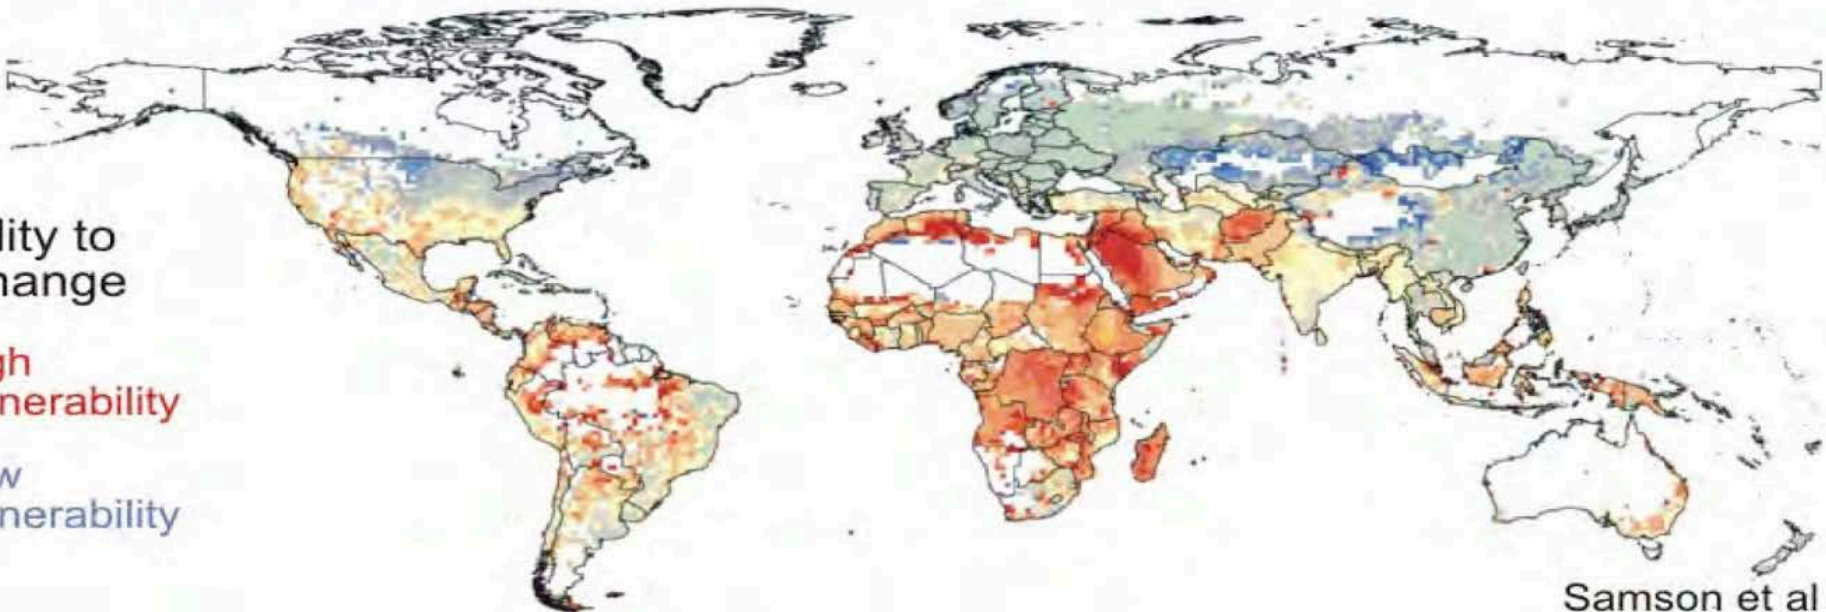 lity to
hange
gh
nerability
w
nerability
Samson et al